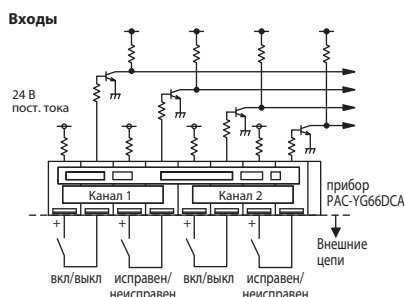 Входы
24 В
пост. тока
Канал 1
Канал 2
прибор
PAC-YG66DCA
+
+
+
+
Внешние
цепи
вкл/выкл
исправен/
неисправен
вкл/выкл
исправен/
неисправен